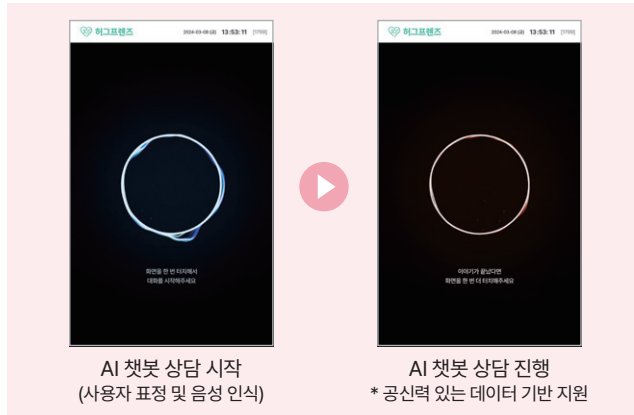 허그프렌즈
2024-03-08 (금) 13:53:11
화면을 한 번 터치해서
대화를 시작해주세요
AI 챗봇 상담 시작
(사용자 표정 및 음성 인식)
허그프렌즈
2024-03-08 (금) 13:53:11
이야기가 끝났다면
화면을 한 번 더 터치해주세요
AI 챗봇 상담 진행
* 공신력 있는 데이터 기반 지원